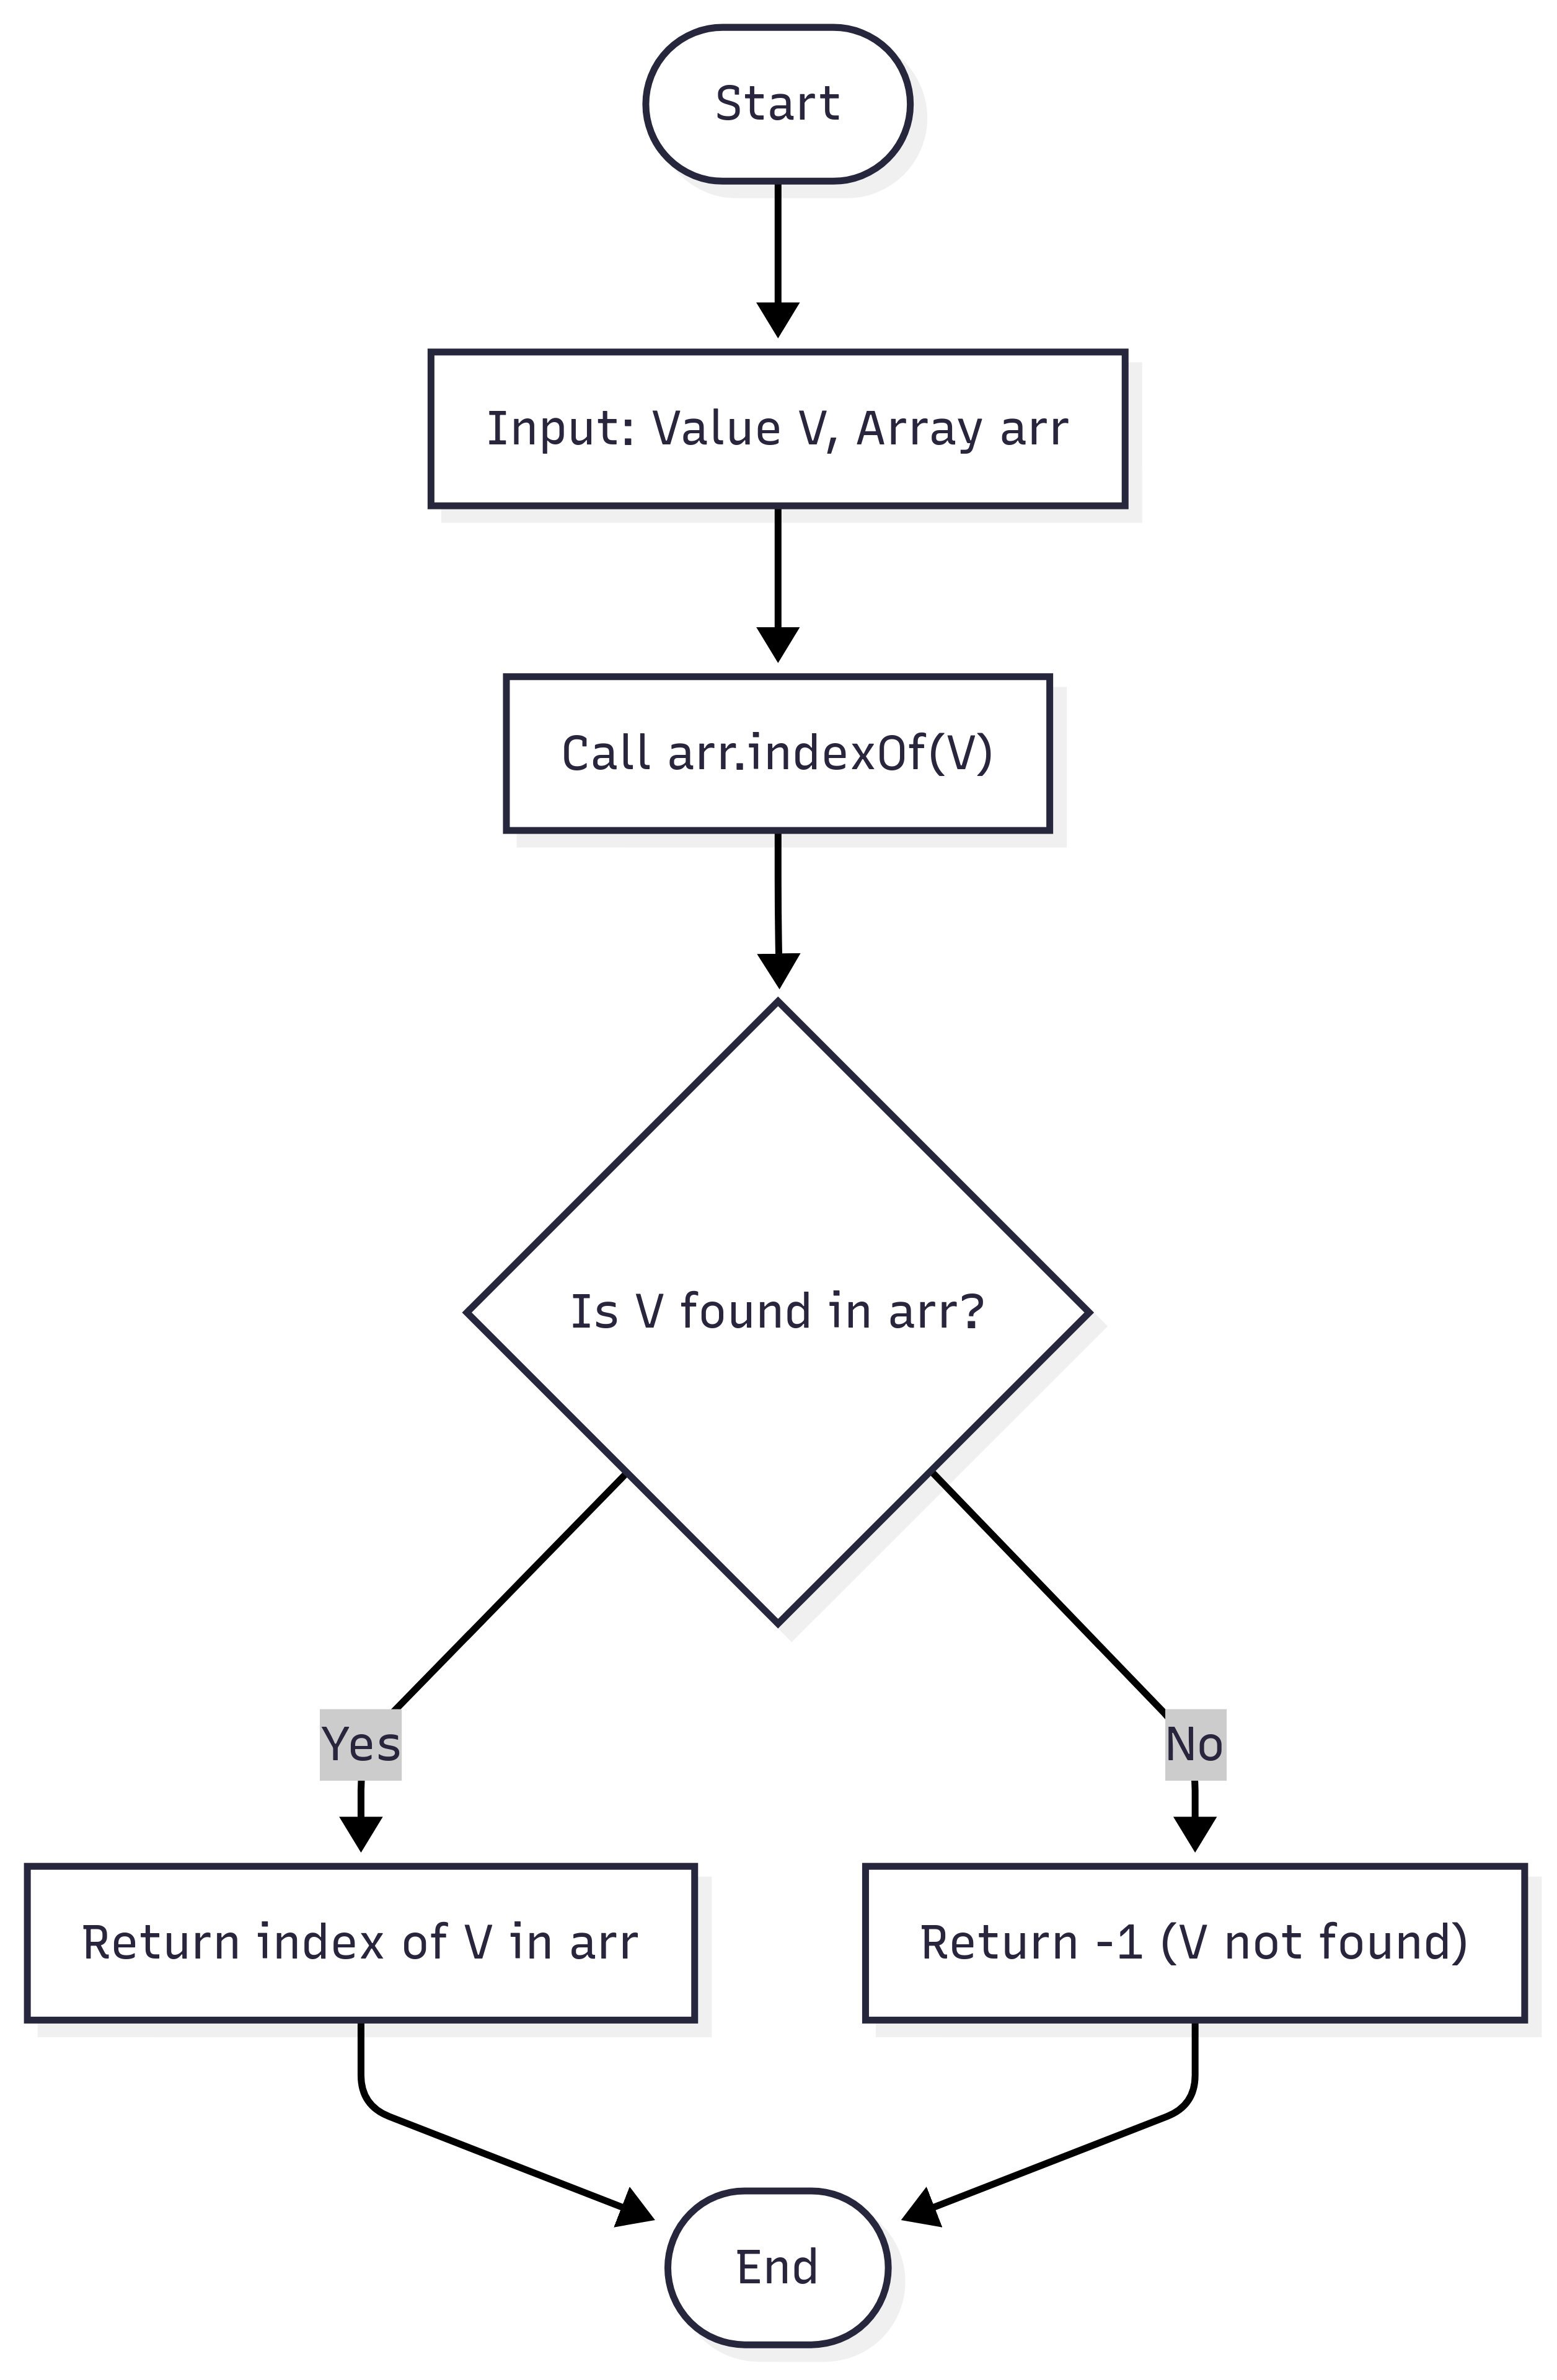 Start
Input: Value V, Array arr
Call arr.indexOf(V)
Is V found in arr?
Yes
No
Return index of V in arr
Return -1 (V not found)
End